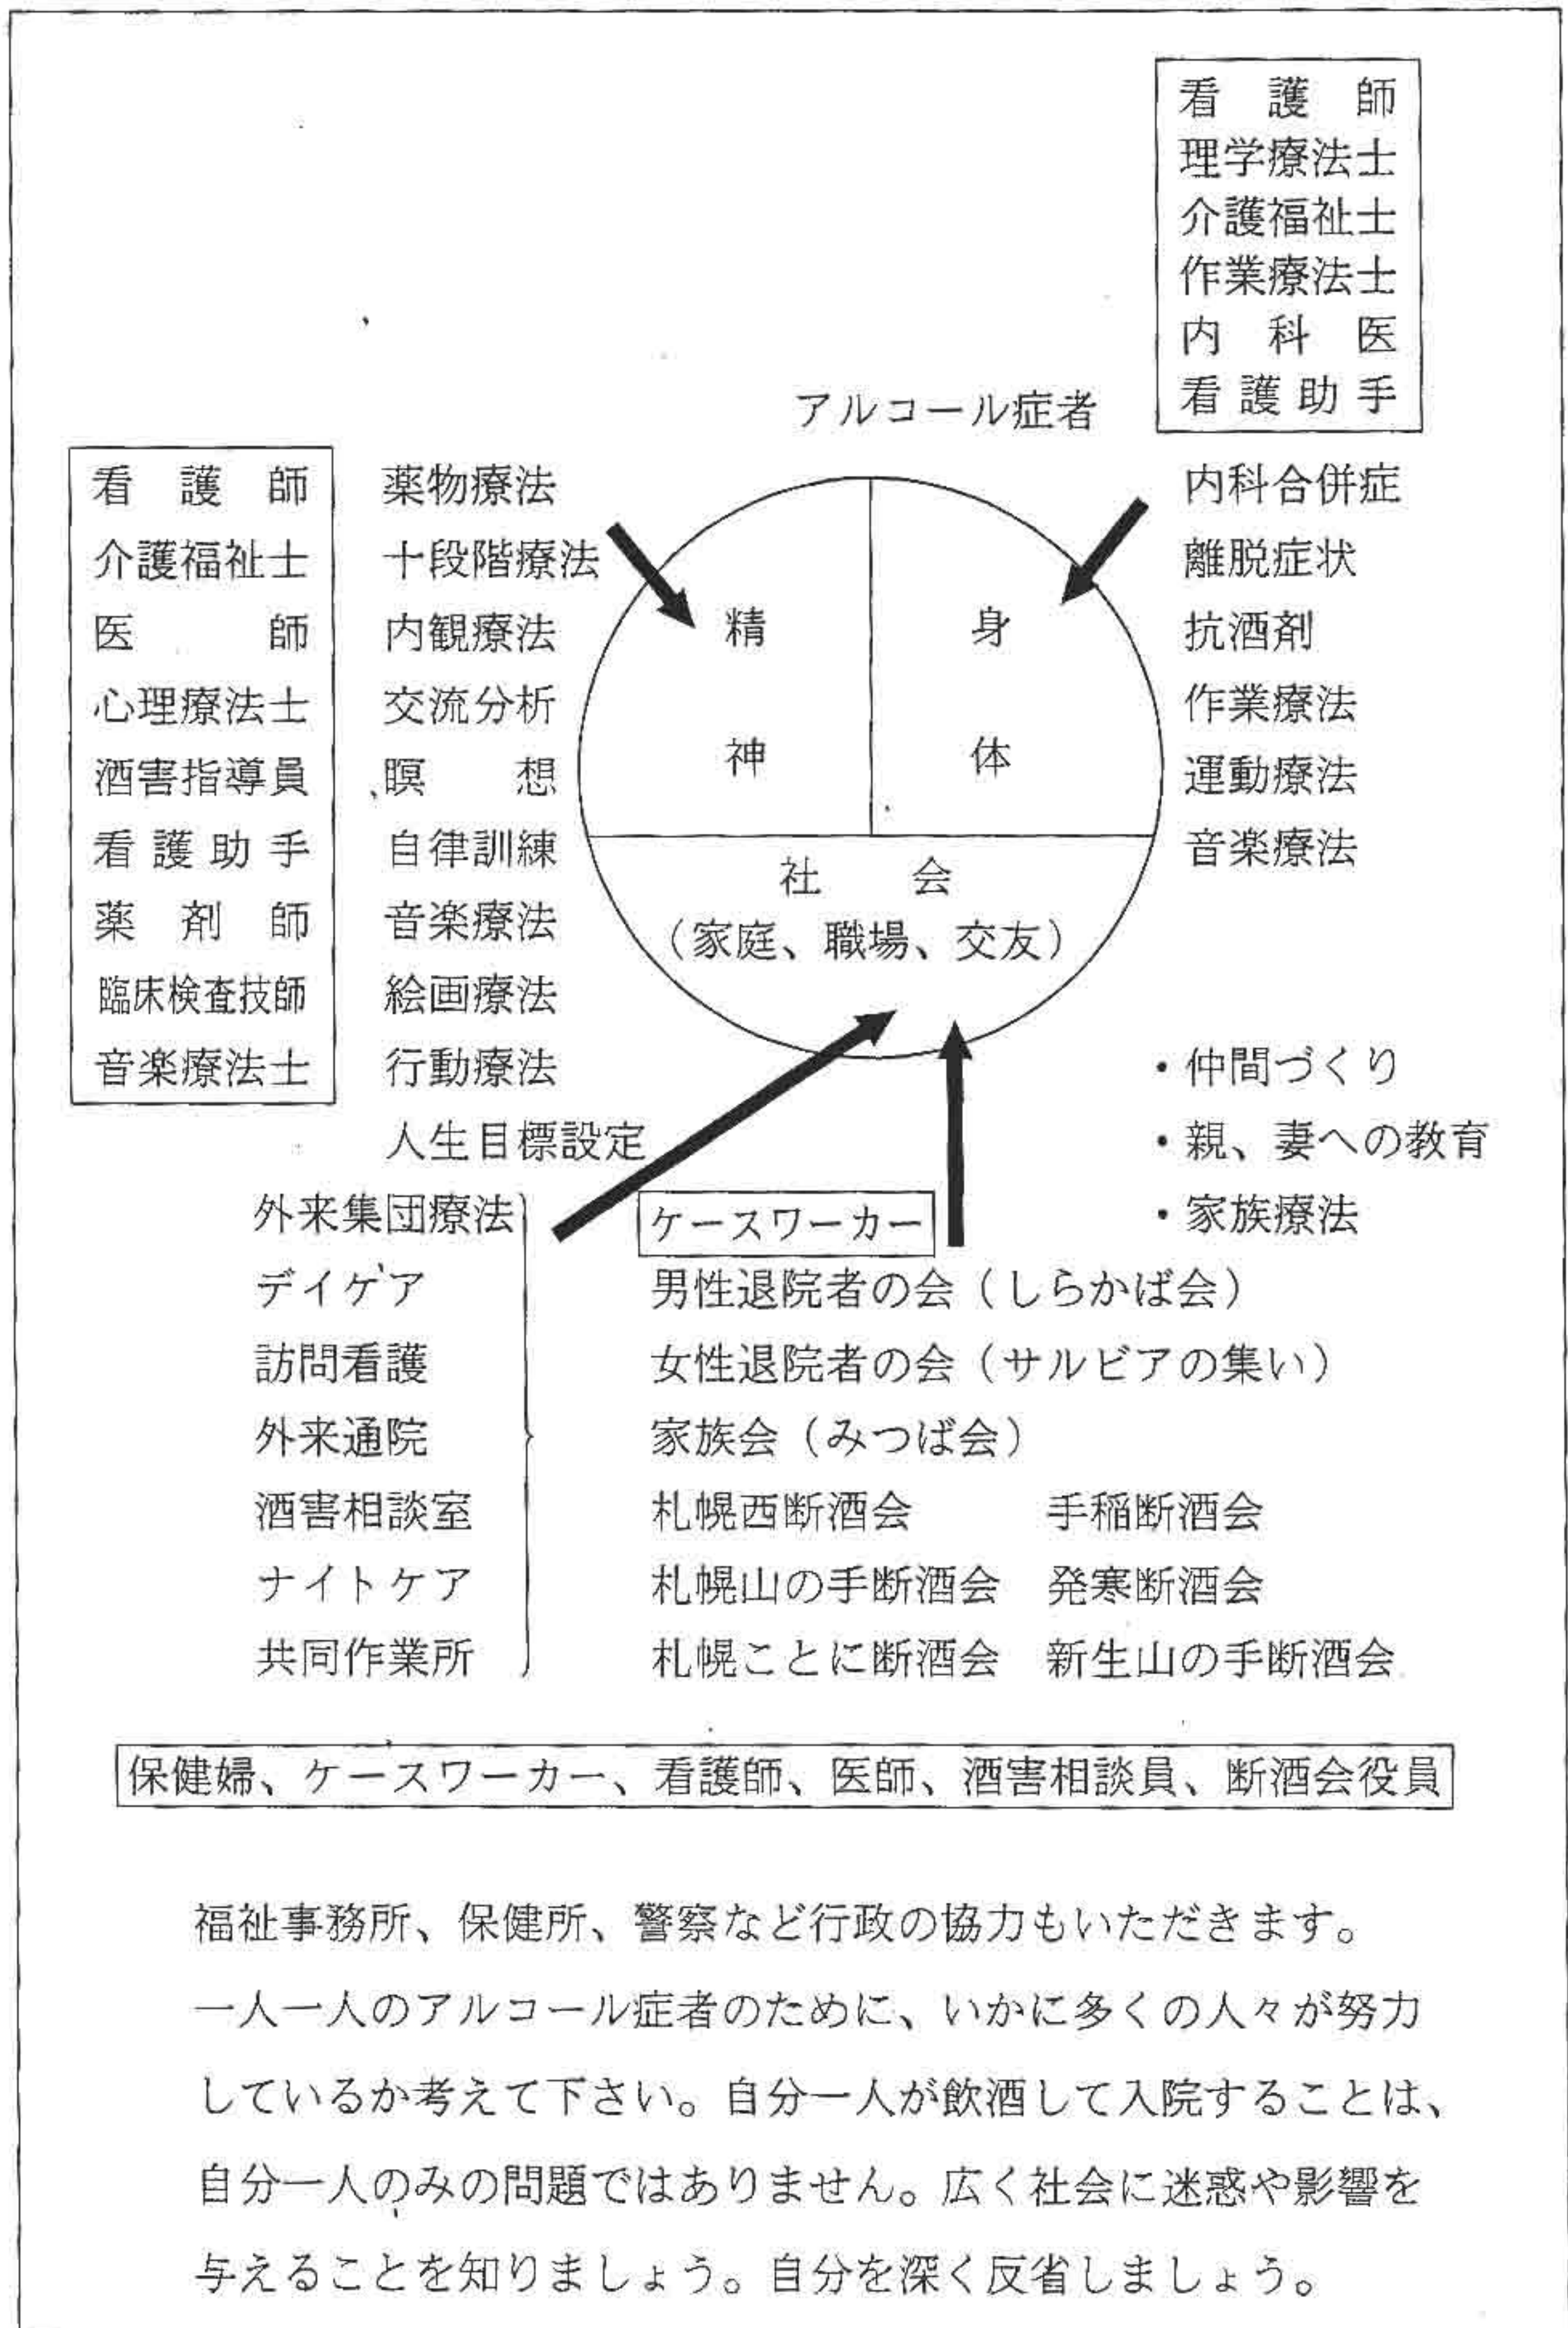 看護師
理学療法士
介護福祉士
作業療法士
内科医
看護助手
アルコール症者
看護師
介護福祉士
医師
心理療法士
酒害指導員
看護助手
薬剤師
臨床検査技師
音楽療法士
薬物療法
十段階療法
内観療法
交流分析
瞑想
自律訓練
音楽療法
絵画療法
行動療法
人生目標設定
精神
身体
社会
（家庭、職場、交友）
内科合併症
離脱症状
抗酒剤
作業療法
運動療法
音楽療法
・仲間づくり
・親、妻への教育
・家族療法
外来集団療法
デイケア
訪問看護
外来通院
酒害相談室
ナイトケア
共同作業所
ケースワーカー
男性退院者の会（しらかば会）
女性退院者の会（サルビアの集い）
家族会（みつば会）
札幌西断酒会　手稲断酒会
札幌山の手断酒会　発寒断酒会
札幌ことに断酒会　新生山の手断酒会
保健婦、ケースワーカー、看護師、医師、酒害相談員、断酒会役員
福祉事務所、保健所、警察など行政の協力もいただきます。
一人一人のアルコール症者のために、いかに多くの人々が努力
しているか考えて下さい。自分一人が飲酒して入院することは、
自分一人のみの問題ではありません。広く社会に迷惑や影響を
与えることを知りましょう。自分を深く反省しましょう。